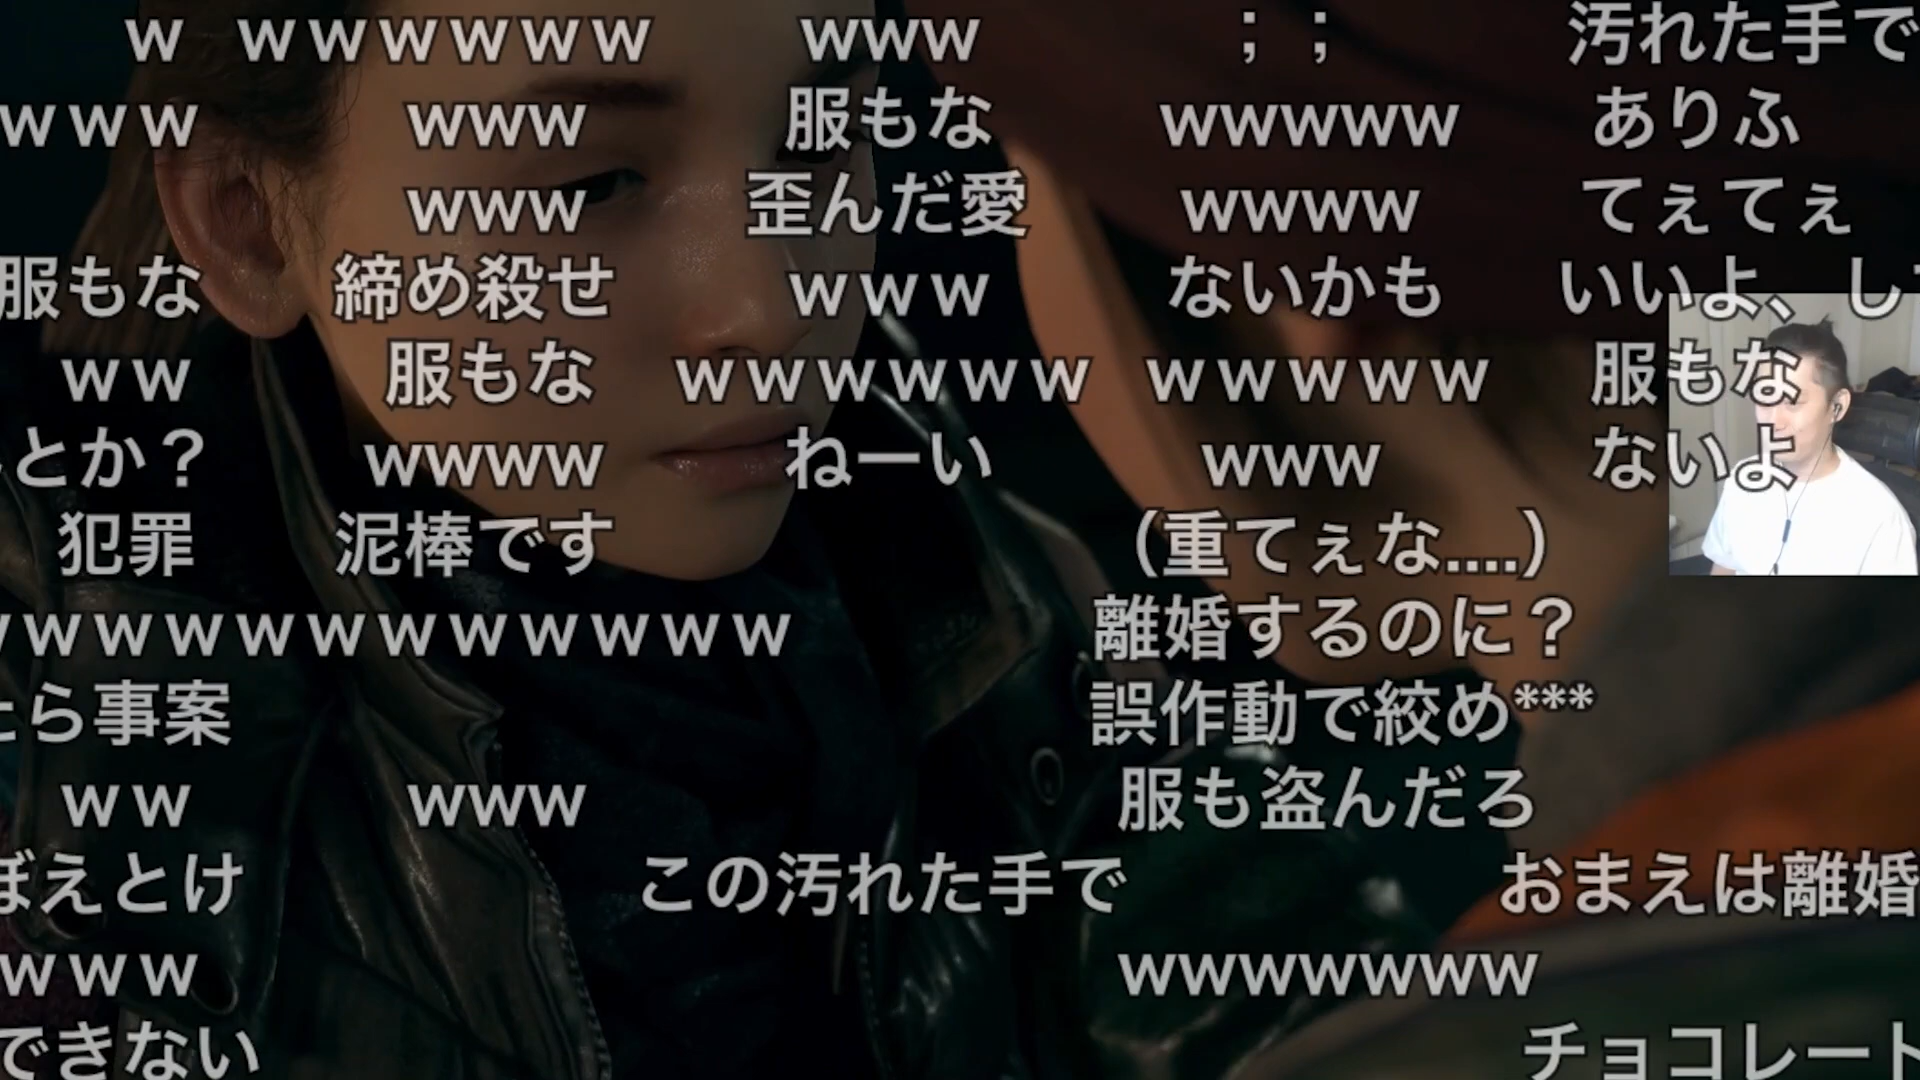 w ｗｗｗｗｗｗ www ；； 汚れた手で
ｗｗｗ www 服もな wwwww ありふ
www 歪んだ愛 wwww てぇてぇ
服もな 締め殺せ ｗｗｗ ないかも いいよ、し
ｗｗ 服もな ｗｗｗｗｗｗ ｗｗｗｗｗ 服もな
とか？ wwww ねーい www ないよ
犯罪 泥棒です （重てぇな....）
ｗｗｗｗｗｗｗｗｗｗｗｗ 離婚するのに？
ら事案 誤作動で絞め***
ｗｗ www 服も盗んだろ
ぼえとけ この汚れた手で おまえは離婚
ｗｗｗ wwwwwww
できない チョコレート